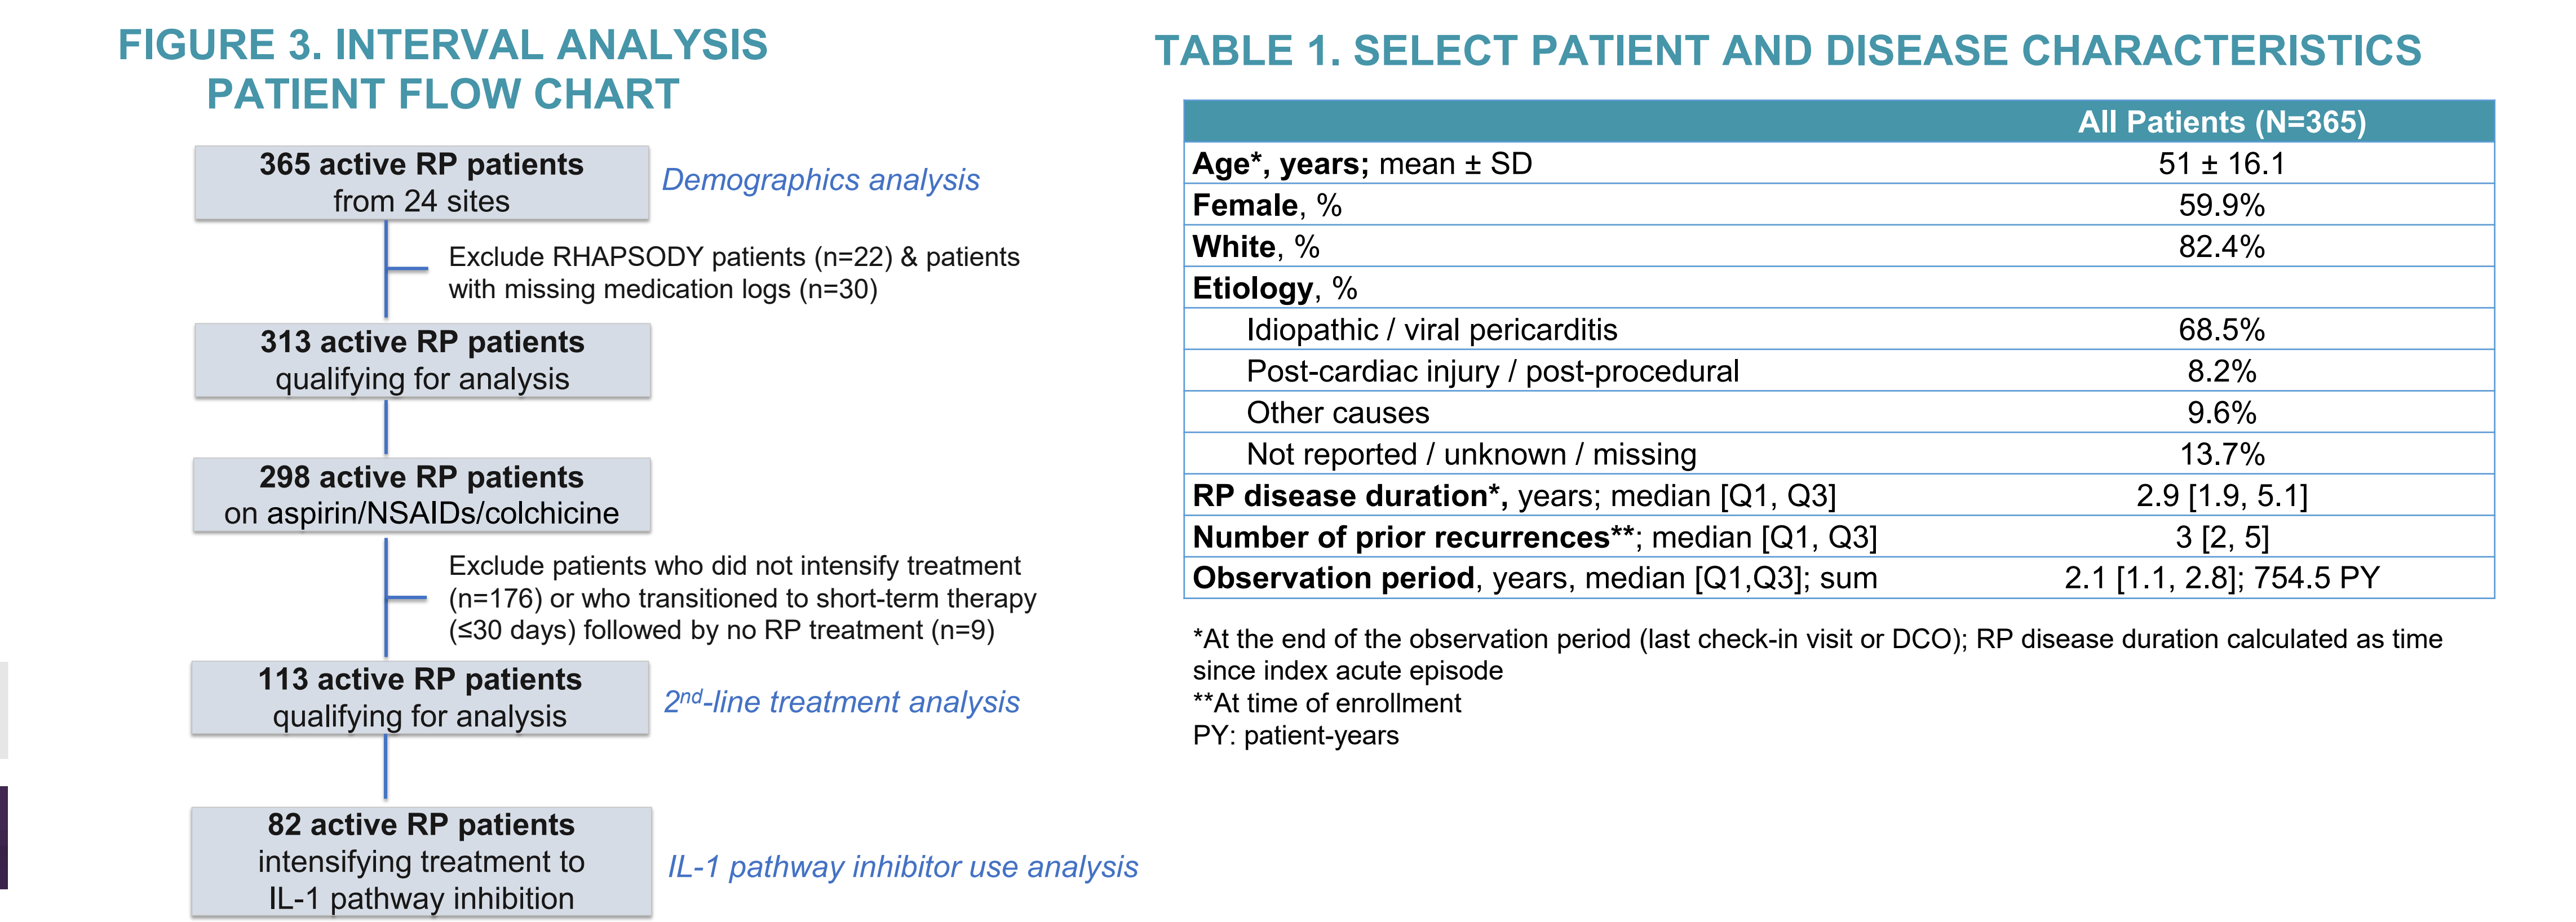 FIGURE 3. INTERVAL ANALYSIS
PATIENT FLOW CHART
365 active RP patients
from 24 sites
Demographics analysis
Exclude RHAPSODY patients (n=22) & patients
with missing medication logs (n=30)
313 active RP patients
qualifying for analysis
298 active RP patients
on aspirin/NSAIDs/colchicine
Exclude patients who did not intensify treatment
(n=176) or who transitioned to short-term therapy
(≤30 days) followed by no RP treatment (n=9)
113 active RP patients
qualifying for analysis
2nd-line treatment analysis
82 active RP patients
intensifying treatment to
IL-1 pathway inhibition
IL-1 pathway inhibitor use analysis
TABLE 1. SELECT PATIENT AND DISEASE CHARACTERISTICS
All Patients (N=365)
Age*, years; mean ± SD 51 ± 16.1
Female, % 59.9%
White, % 82.4%
Etiology, %
Idiopathic / viral pericarditis 68.5%
Post-cardiac injury / post-procedural 8.2%
Other causes 9.6%
Not reported / unknown / missing 13.7%
RP disease duration*, years; median [Q1, Q3] 2.9 [1.9, 5.1]
Number of prior recurrences**; median [Q1, Q3] 3 [2, 5]
Observation period, years, median [Q1,Q3]; sum 2.1 [1.1, 2.8]; 754.5 PY
*At the end of the observation period (last check-in visit or DCO); RP disease duration calculated as time
since index acute episode
**At time of enrollment
PY: patient-years